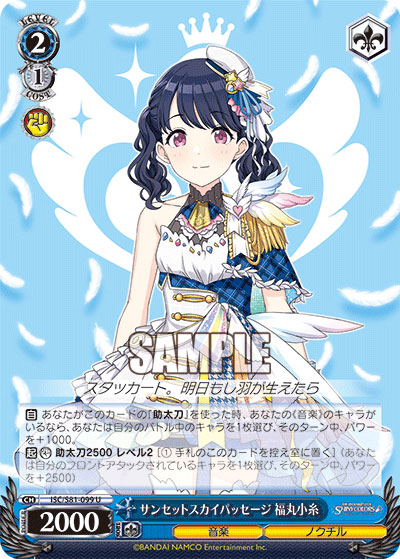 LEVEL
2
1
COST
SAMPLE
スタッカート。明日もし羽が生えたら
【自】 あなたがこのカードの『助太刀』を使った時、あなたの《音楽》のキャラが
いるなら、あなたは自分のバトル中のキャラを1枚選び、そのターン中、パワー
を+1000。
【起】 助太刀2500 レベル2 [① 手札のこのカードを控え室に置く]（あなた
は自分のフロントアタックされているキャラを1枚選び、そのターン中、パワー
を+2500）
CH
ISC/S81-099 U
POWER
2000
サンセットスカイパッセージ 福丸小糸
THE IDOLM@STER
SHINY COLORS
音楽
ノクチル
©BANDAI NAMCO Entertainment Inc.